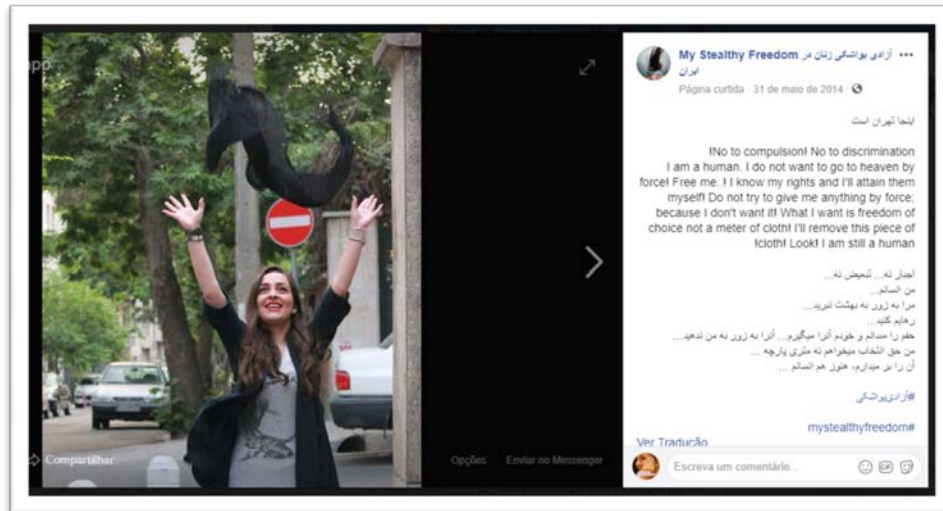 My Stealthy Freedom آزادی یواشکی زنان در
ایران
Página curtida · 31 de maio de 2014 ·
اینجا تهران است
!No to compulsion! No to discrimination
I am a human. I do not want to go to heaven by
force! Free me..! I know my rights and I'll attain them
myself! Do not try to give me anything by force;
because I don't want it! What I want is freedom of
choice not a meter of cloth! I'll remove this piece of
!cloth! Look! I am still a human
اجبار نه... تبعیض نه...
من انسانم...
مرا به زور به بهشت نبرید...
رهایم کنید...
حقم را میدانم و خودم آنرا میگیرم... آنرا به زور به من ندهید...
من حق انتخاب میخواهم نه متری پارچه ...
آن را بر میدارم، هنوز هم انسانم ...
#آزادی‌یواشکی
mystealthyfreedom#
Ver Tradução
Escreva um comentário...
GIF
Compartilhar
Opções
Enviar no Messenger